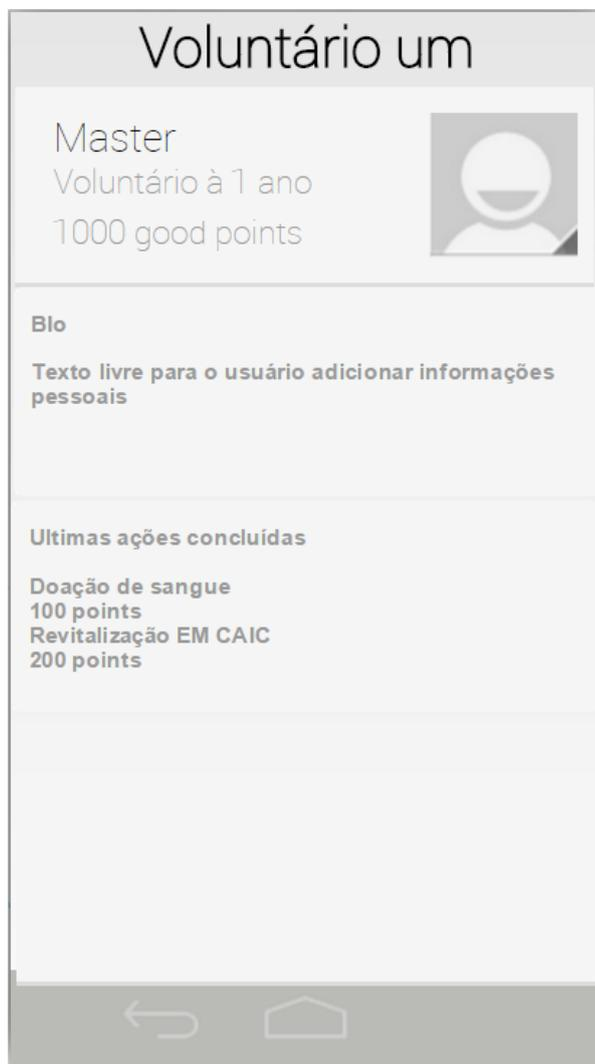 Voluntário um
Master
Voluntário à 1 ano
1000 good points
Blo
Texto livre para o usuário adicionar informações
pessoais
Ultimas ações concluídas
Doação de sangue
100 points
Revitalização EM CAIC
200 points